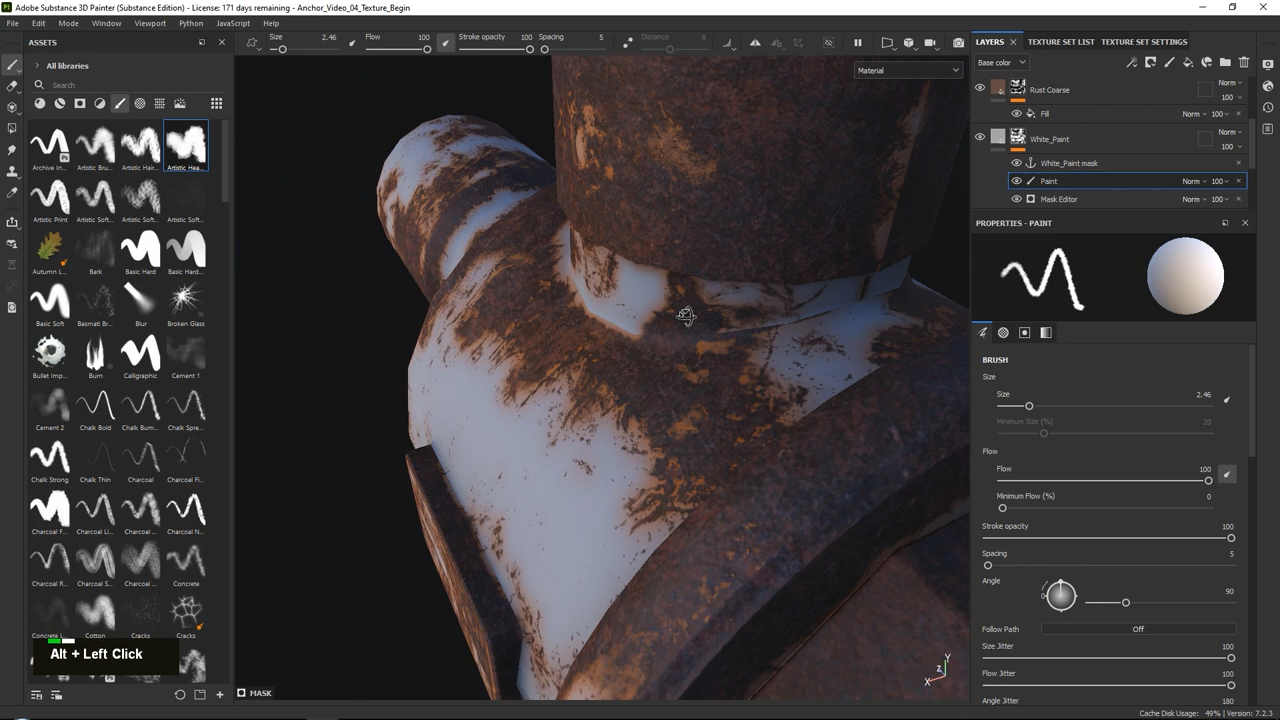 Adobe Substance 3D Painter (Substance Edition) - License: 171 days remaining - Anchor_Video_04_Texture_Begin
File Edit Mode Window Viewport Python JavaScript Help
ASSETS
Size 2.46 Flow 100 Stroke opacity 100 Spacing 5 Distance 8
LAYERS TEXTURE SET LIST TEXTURE SET SETTINGS
All libraries
Search
Base color
Material
Rust Coarse Norm 100
Fill Norm 100
White_Paint Norm 100
White_Paint mask
Paint Norm 100
Mask Editor Norm 100
Archive In... Artistic Bru... Artistic Hair... Artistic Hea...
Artistic Print Artistic Soft... Artistic Soft... Artistic Soft...
Autumn L... Bark Basic Hard Basic Hard...
Basic Soft Basmati Br... Blur Broken Glass
Bullet Imp... Burn Calligraphic Cement 1
Cement 2 Chalk Bold Chalk Bum... Chalk Spre...
Chalk Strong Chalk Thin Charcoal Charcoal Fi...
Charcoal F... Charcoal Li... Charcoal M... Charcoal N...
Charcoal R... Charcoal S... Charcoal ... Concrete
Concrete L... Cotton Cracks Cracks
Alt + Left Click
MASK
PROPERTIES - PAINT
BRUSH
Size
Size 2.46
Minimum Size (%) 20
Flow
Flow 100
Minimum Flow (%) 0
Stroke opacity 100
Spacing 5
Angle 90
0
Follow Path Off
Size Jitter 100
Flow Jitter 100
Angle Jitter 180
Y
Z
X
Cache Disk Usage: 49% | Version: 7.2.3